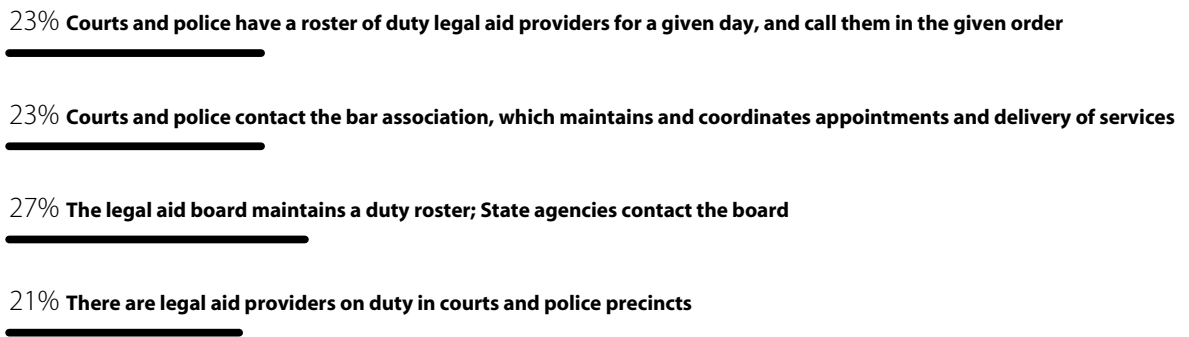 23% Courts and police have a roster of duty legal aid providers for a given day, and call them in the given order
23% Courts and police contact the bar association, which maintains and coordinates appointments and delivery of services
27% The legal aid board maintains a duty roster; State agencies contact the board
21% There are legal aid providers on duty in courts and police precincts